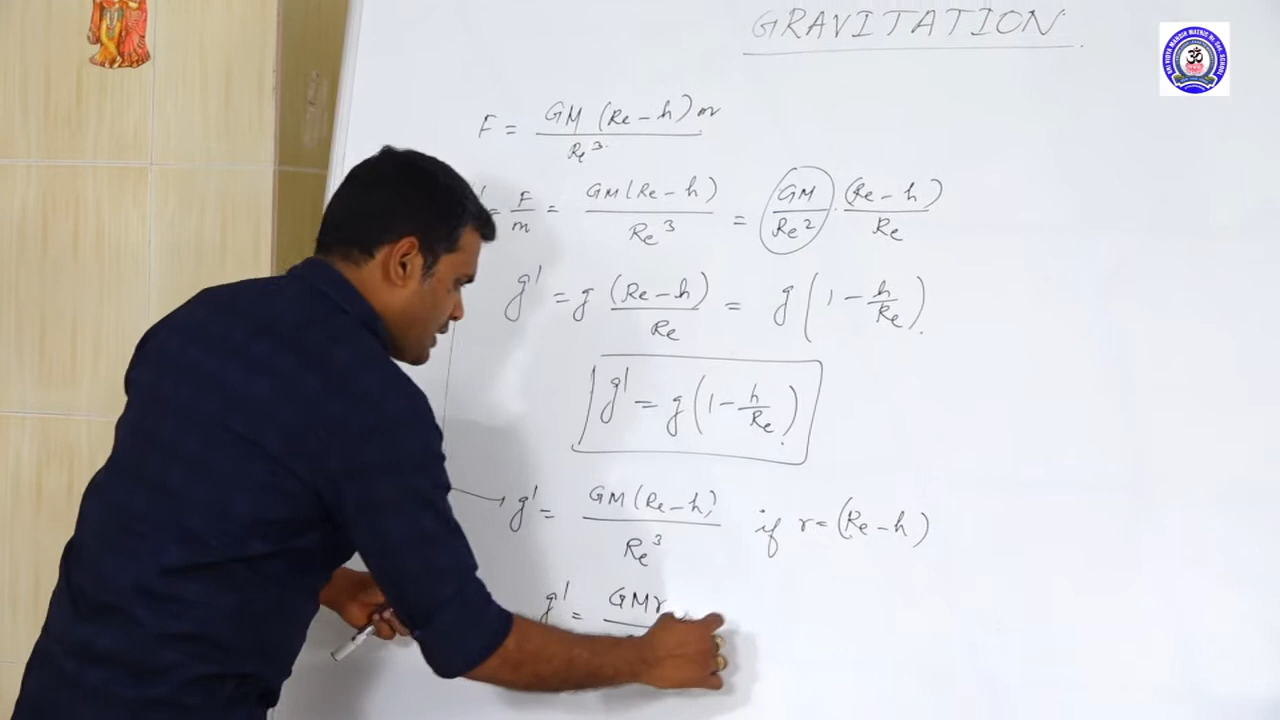 GRAVITATION
F = GM (Re - h) m / Re³
= F/m = GM (Re - h) / Re³ = GM/Re² · (Re - h)/Re
g' = g (Re - h)/Re = g (1 - h/Re).
g' = g (1 - h/Re).
g' = GM (Re - h) / Re³ if r = (Re - h)
g' = GMr
ॐ